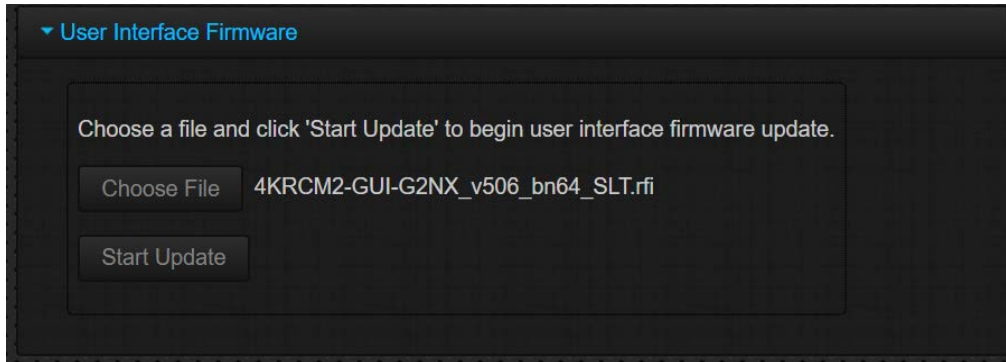 User Interface Firmware
Choose a file and click 'Start Update' to begin user interface firmware update.
Choose File 4KRCM2-GUI-G2NX_v506_bn64_SLT.rfi
Start Update